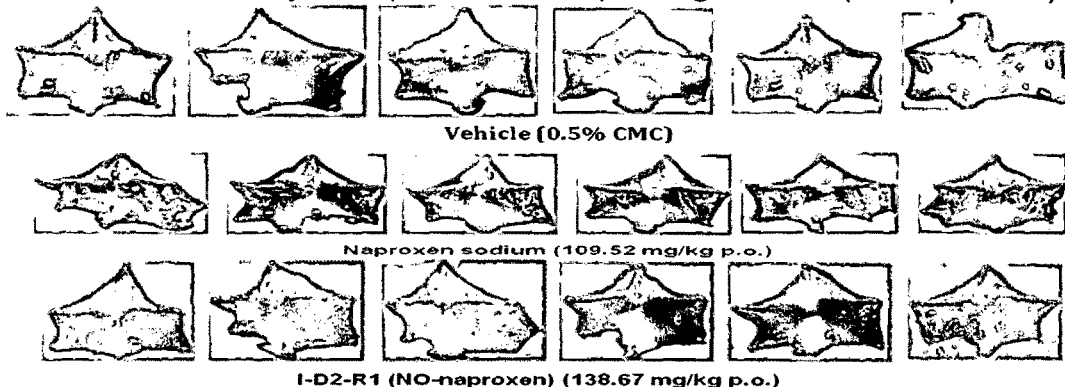 Vehicle (0.5% CMC)
Naproxen sodium (109.52 mg/kg p.o.)
I-D2-R1 (NO-naproxen) (138.67 mg/kg p.o.)